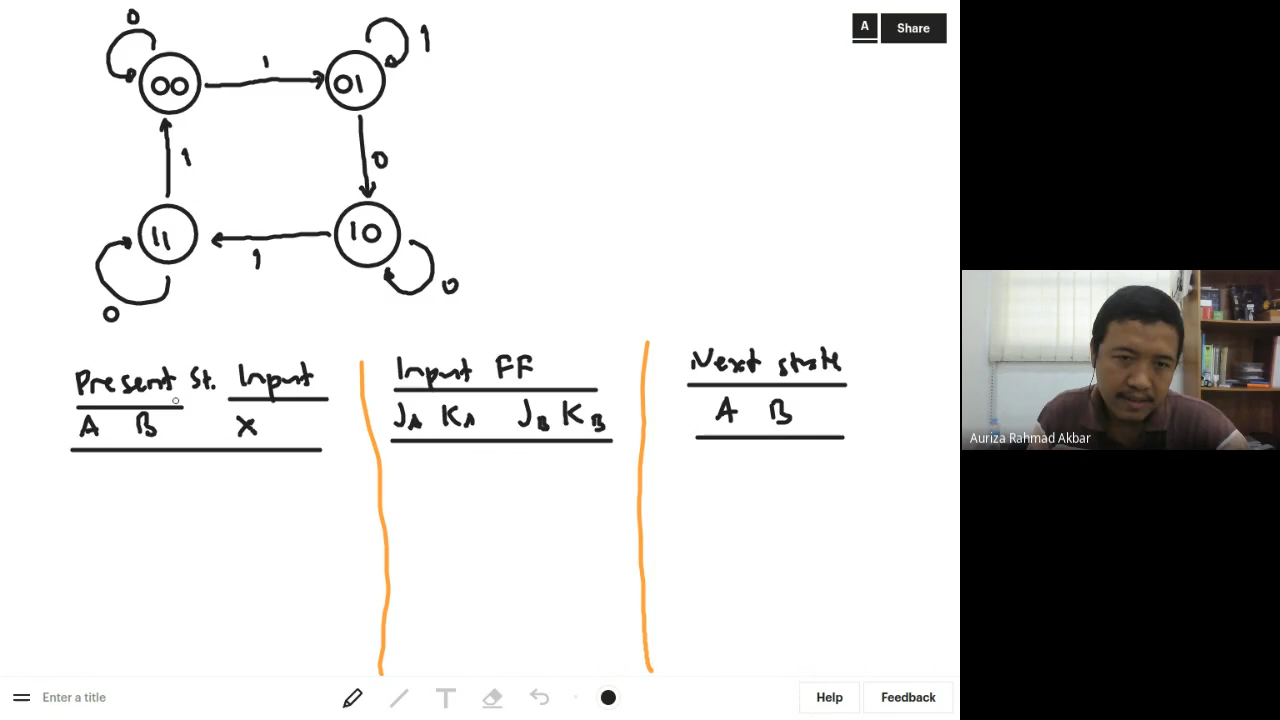 0
1
00
1
01
1
0
11
1
10
0
0
Present St. Input
A B X
Input FF
JA KA JB KB
Next state
A B
A Share
Auriza Rahmad Akbar
Enter a title
T
Help Feedback